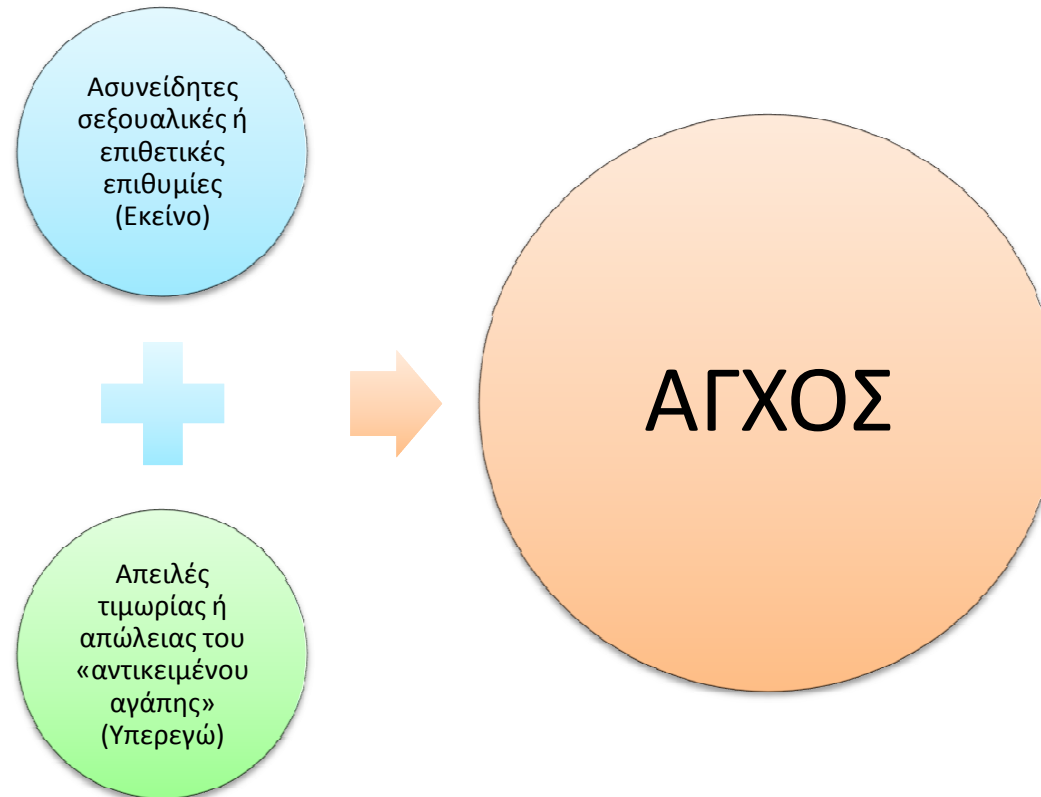 Ασυνείδητες
σεξουαλικές ή
επιθετικές
επιθυμίες
(Εκείνο)
Απειλές
τιμωρίας ή
απώλειας του
«αντικειμένου
αγάπης»
(Υπερεγώ)
ΑΓΧΟΣ